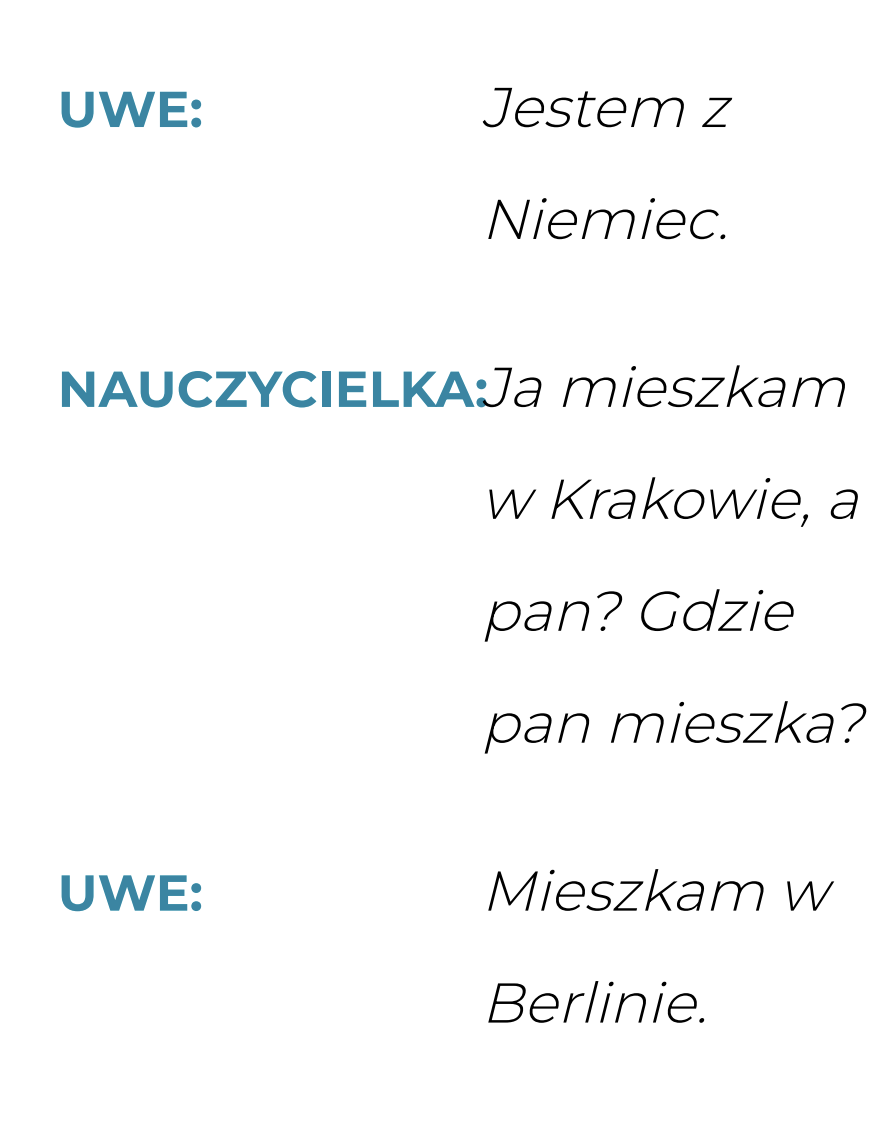 UWE: Jestem z
Niemiec.
NAUCZYCIELKA: Ja mieszkam
w Krakowie, a
pan? Gdzie
pan mieszka?
UWE: Mieszkam w
Berlinie.